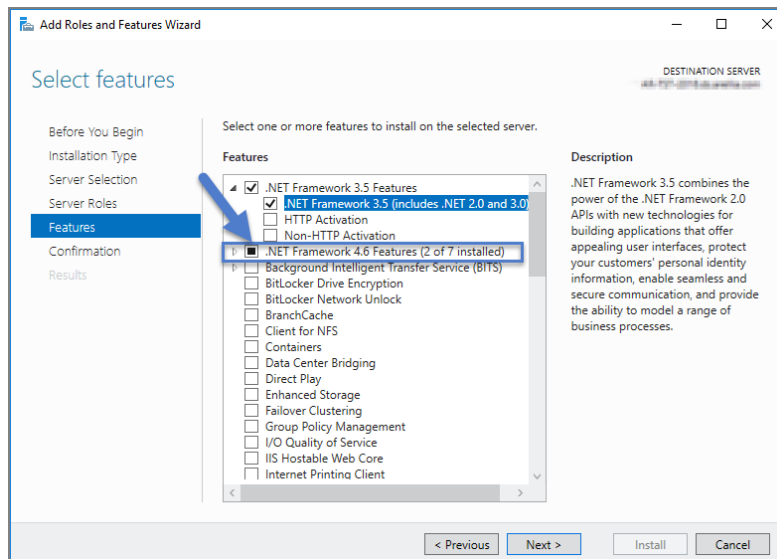 Add Roles and Features Wizard
Select features
DESTINATION SERVER
Before You Begin
Installation Type
Server Selection
Server Roles
Features
Confirmation
Results
Select one or more features to install on the selected server.
Features
.NET Framework 3.5 Features
.NET Framework 3.5 (includes .NET 2.0 and 3.0)
HTTP Activation
Non-HTTP Activation
.NET Framework 4.6 Features (2 of 7 installed)
Background Intelligent Transfer Service (BITS)
BitLocker Drive Encryption
BitLocker Network Unlock
BranchCache
Client for NFS
Containers
Data Center Bridging
Direct Play
Enhanced Storage
Failover Clustering
Group Policy Management
I/O Quality of Service
IIS Hostable Web Core
Internet Printing Client
Description
.NET Framework 3.5 combines the
power of the .NET Framework 2.0
APIs with new technologies for
building applications that offer
appealing user interfaces, protect
your customers' personal identity
information, enable seamless and
secure communication, and provide
the ability to model a range of
business processes.
< Previous
Next >
Install
Cancel